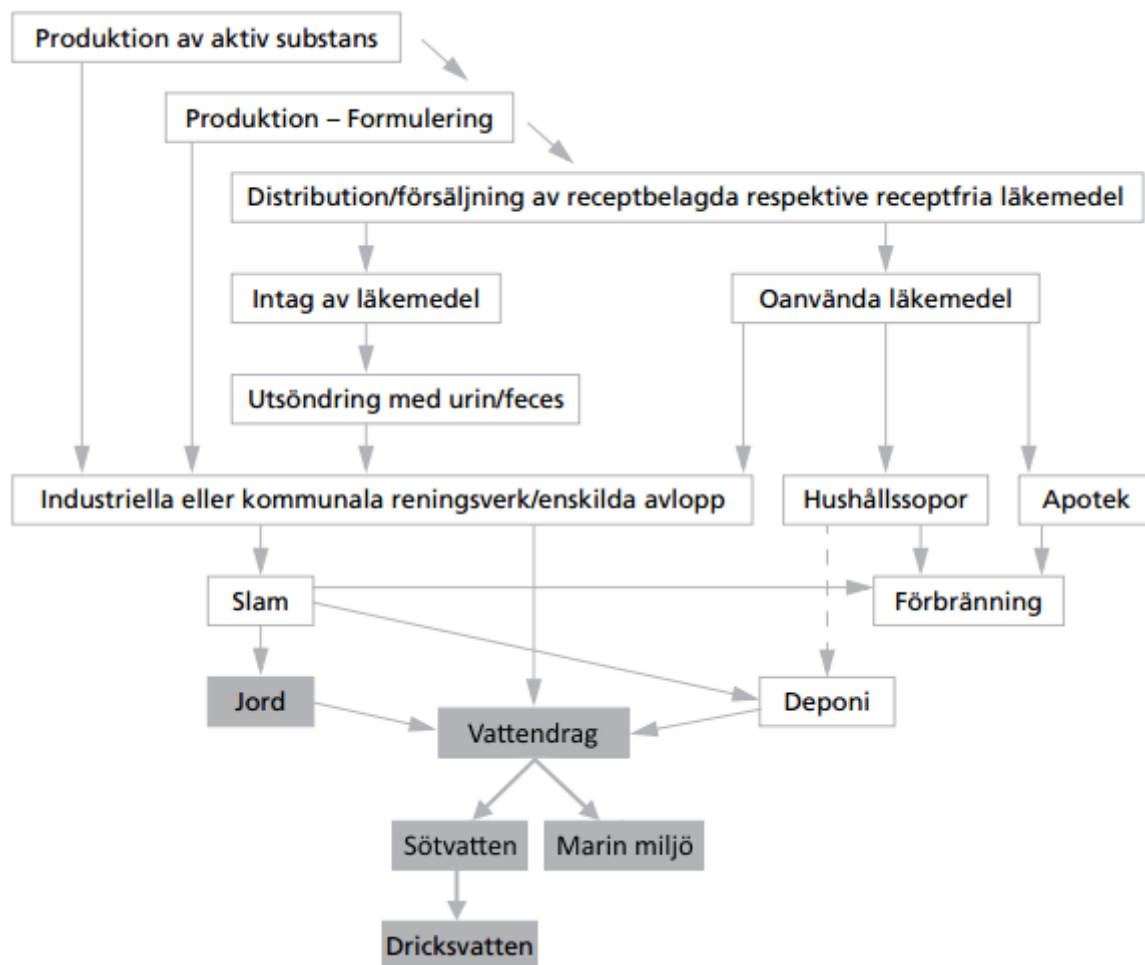 Produktion av aktiv substans
Produktion – Formulering
Distribution/försäljning av receptbelagda respektive receptfria läkemedel
Intag av läkemedel
Oanvända läkemedel
Utsöndring med urin/feces
Industriella eller kommunala reningsverk/enskilda avlopp
Hushållssopor
Apotek
Slam
Förbränning
Jord
Deponi
Vattendrag
Sötvatten
Marin miljö
Dricksvatten